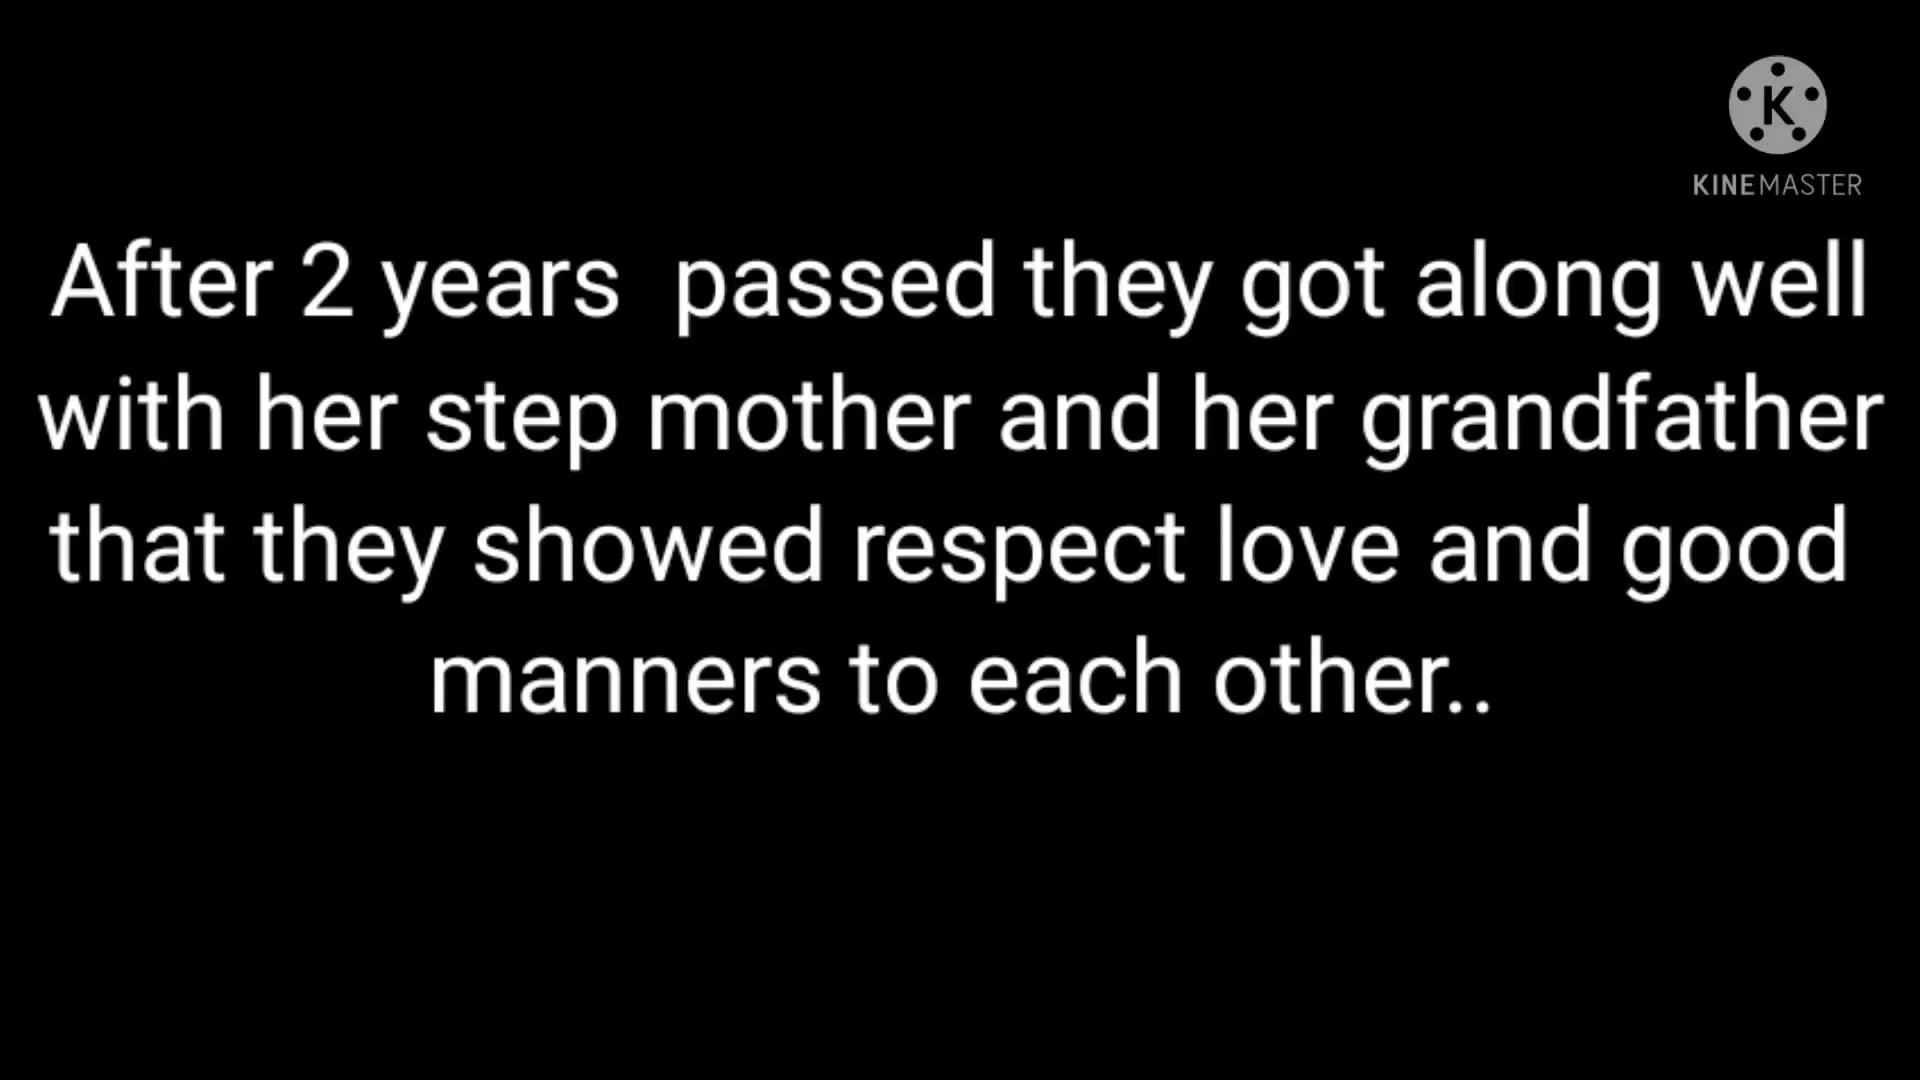 K
KINEMASTER
After 2 years  passed they got along well
with her step mother and her grandfather
that they showed respect love and good
manners to each other..